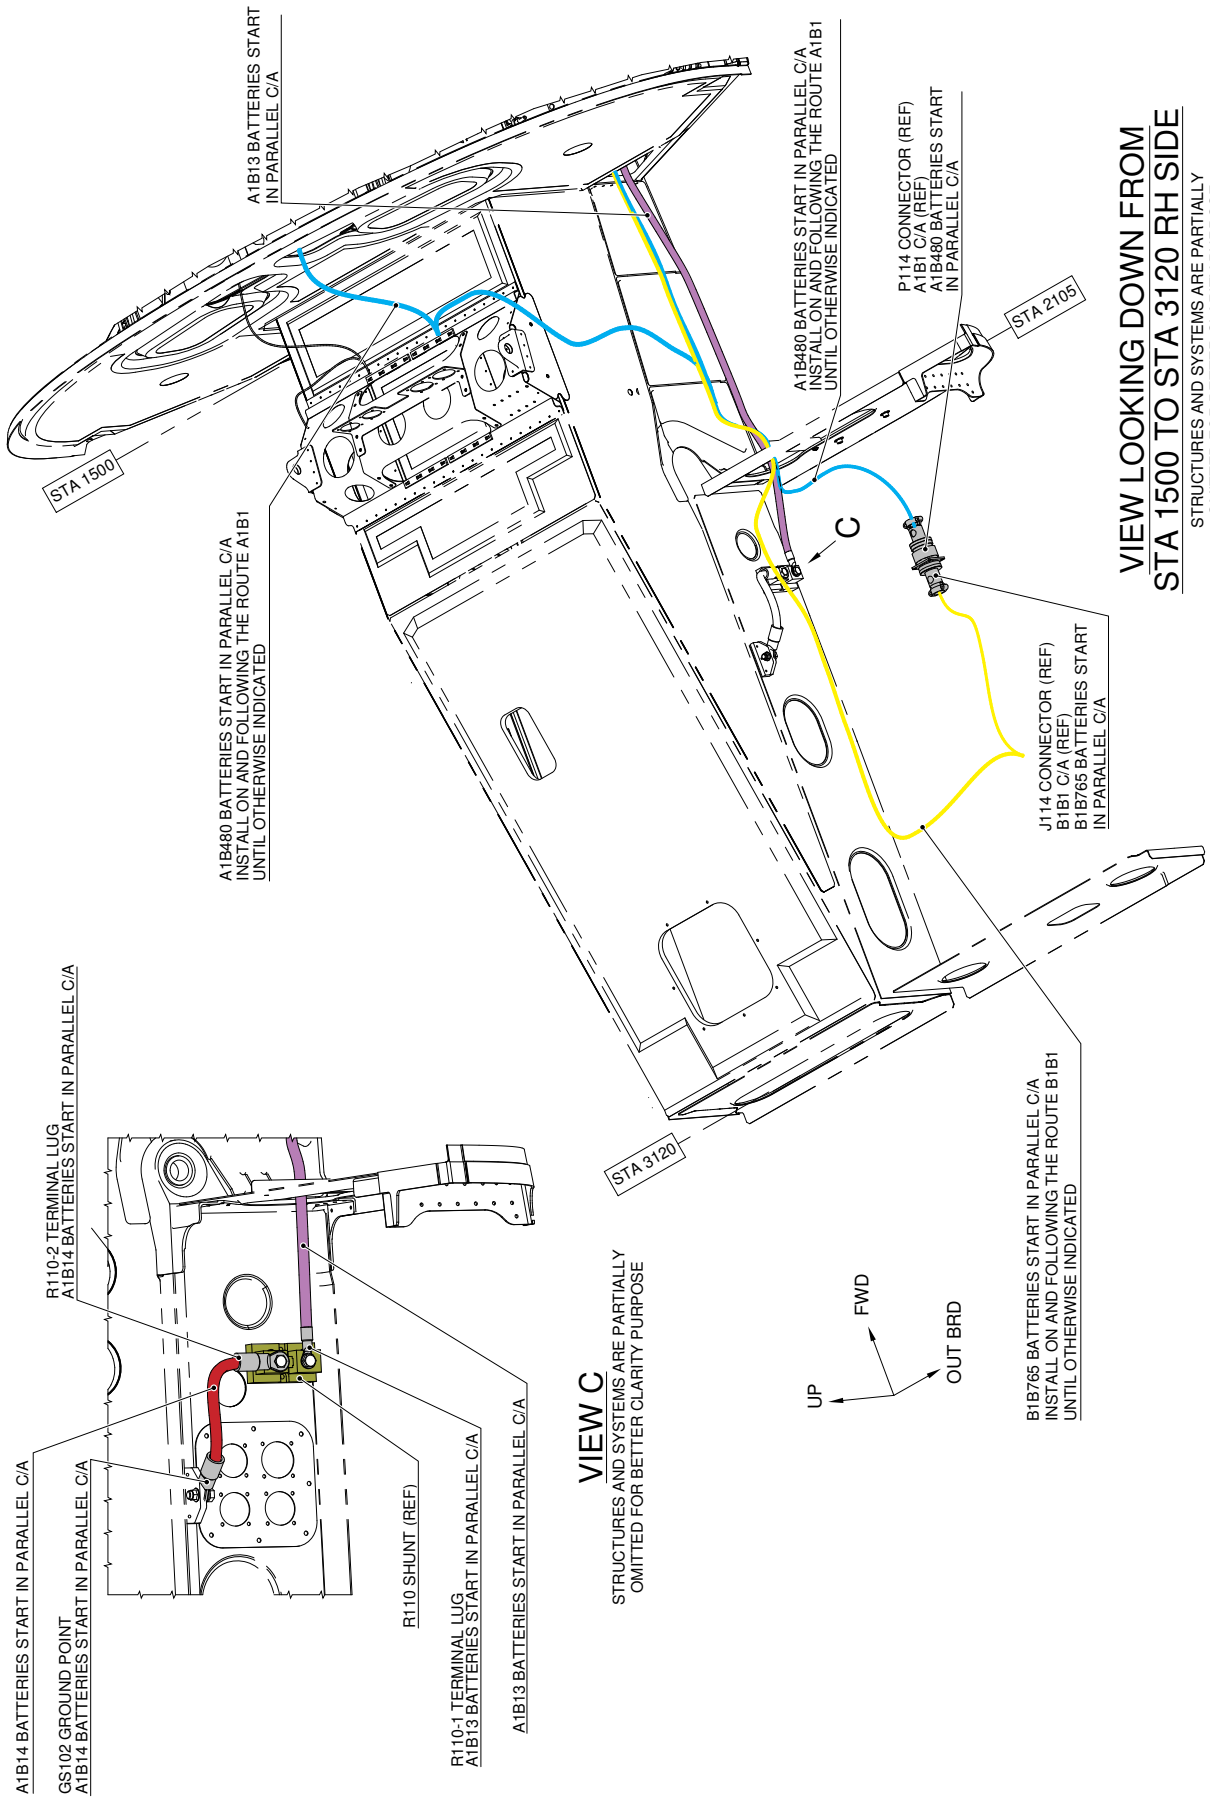 A1B14 BATTERIES START IN PARALLEL C/A
GS102 GROUND POINT
A1B14 BATTERIES START IN PARALLEL C/A
R110-2 TERMINAL LUG
A1B14 BATTERIES START IN PARALLEL C/A
R110 SHUNT (REF)
R110-1 TERMINAL LUG
A1B13 BATTERIES START IN PARALLEL C/A
A1B13 BATTERIES START IN PARALLEL C/A
VIEW C
STRUCTURES AND SYSTEMS ARE PARTIALLY
OMITTED FOR BETTER CLARITY PURPOSE
A1B13 BATTERIES START
IN PARALLEL C/A
STA 1500
A1B480 BATTERIES START IN PARALLEL C/A
INSTALL ON AND FOLLOWING THE ROUTE A1B1
UNTIL OTHERWISE INDICATED
A1B480 BATTERIES START IN PARALLEL C/A
INSTALL ON AND FOLLOWING THE ROUTE A1B1
UNTIL OTHERWISE INDICATED
P114 CONNECTOR (REF)
A1B1 C/A (REF)
A1B480 BATTERIES START
IN PARALLEL C/A
STA 2105
C
J114 CONNECTOR (REF)
B1B1 C/A (REF)
B1B765 BATTERIES START
IN PARALLEL C/A
STA 3120
UP
FWD
OUT BRD
B1B765 BATTERIES START IN PARALLEL C/A
INSTALL ON AND FOLLOWING THE ROUTE B1B1
UNTIL OTHERWISE INDICATED
VIEW LOOKING DOWN FROM
STA 1500 TO STA 3120 RH SIDE
STRUCTURES AND SYSTEMS ARE PARTIALLY